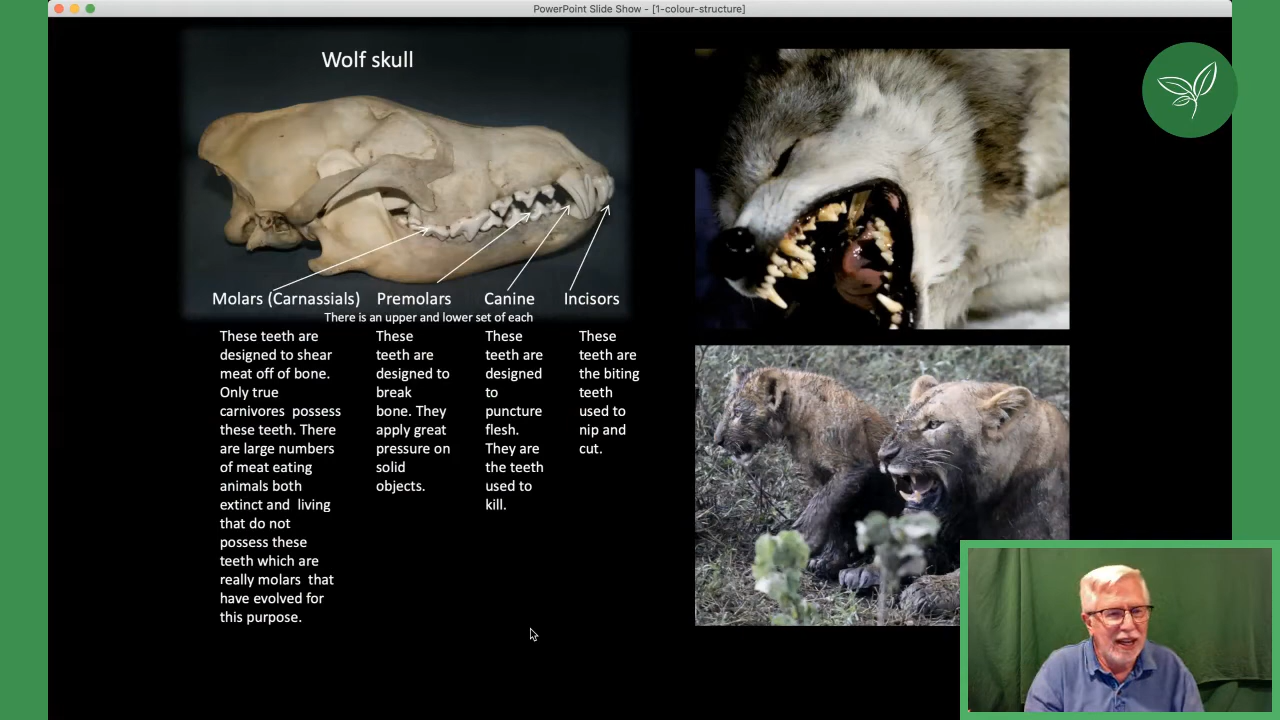 PowerPoint Slide Show - [1-colour-structure]
Wolf skull
Molars (Carnassials)
Premolars
Canine
Incisors
There is an upper and lower set of each
These teeth are
designed to shear
meat off of bone.
Only true
carnivores possess
these teeth. There
are large numbers
of meat eating
animals both
extinct and living
that do not
possess these
teeth which are
really molars that
have evolved for
this purpose.
These
teeth are
designed to
break
bone. They
apply great
pressure on
solid
objects.
These
teeth are
designed
to
puncture
flesh.
They are
the teeth
used to
kill.
These
teeth are
the biting
teeth
used to
nip and
cut.